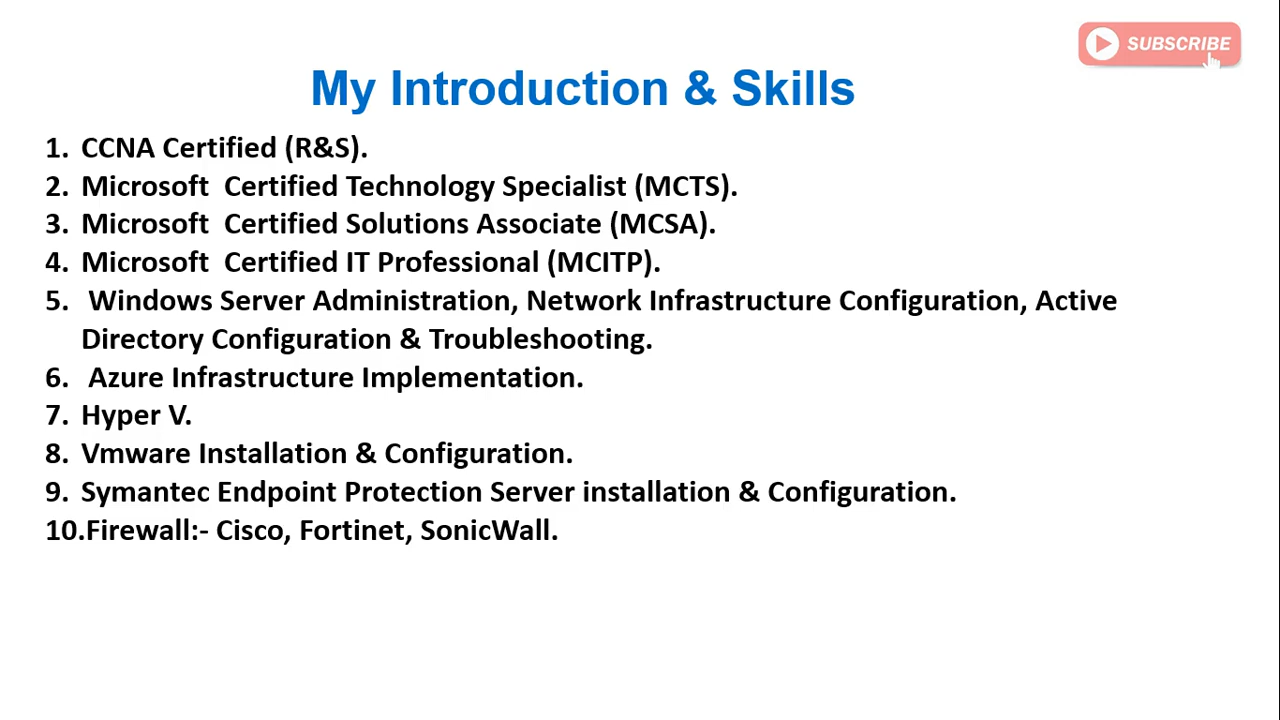 SUBSCRIBE
My Introduction & Skills
1. CCNA Certified (R&S).
2. Microsoft  Certified Technology Specialist (MCTS).
3. Microsoft  Certified Solutions Associate (MCSA).
4. Microsoft  Certified IT Professional (MCITP).
5.  Windows Server Administration, Network Infrastructure Configuration, Active
Directory Configuration & Troubleshooting.
6.  Azure Infrastructure Implementation.
7. Hyper V.
8. Vmware Installation & Configuration.
9. Symantec Endpoint Protection Server installation & Configuration.
10.Firewall:- Cisco, Fortinet, SonicWall.